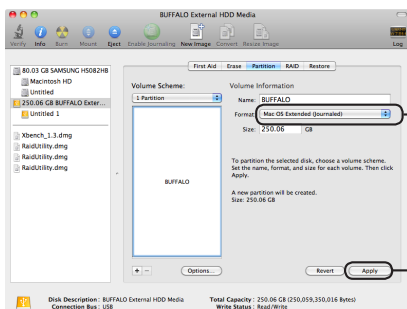 BUFFALO External HDD Media
Verify Info Burn Mount Eject Enable Journaling New Image Convert Resize Image Log
80.03 GB SAMSUNG HS082HB
Macintosh HD
Untitled
250.06 GB BUFFALO Exter...
Untitled 1
Xbench_1.3.dmg
RaidUtility.dmg
RaidUtility.dmg
RaidUtility.dmg
First Aid Erase Partition RAID Restore
Volume Scheme:
1 Partition
BUFFALO
+ - Options...
Volume Information
Name: BUFFALO
Format: Mac OS Extended (Journaled)
Size: 250.06 GB
To partition the selected disk, choose a volume scheme.
Set the name, format, and size for each volume. Then click
Apply.
A new partition will be created.
Size: 250.06 GB
Revert Apply
Disk Description : BUFFALO External HDD Media Total Capacity : 250.06 GB (250,059,350,016 Bytes)
Connection Bus : USB Write Status : Read/Write